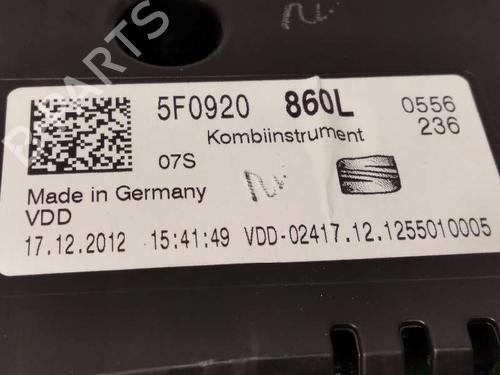 B-PARTS
5F0920 860L 0556
Kombiinstrument 236
07S
Made in Germany
VDD
17.12.2012 15:41:49 VDD-02417.12.1255010005